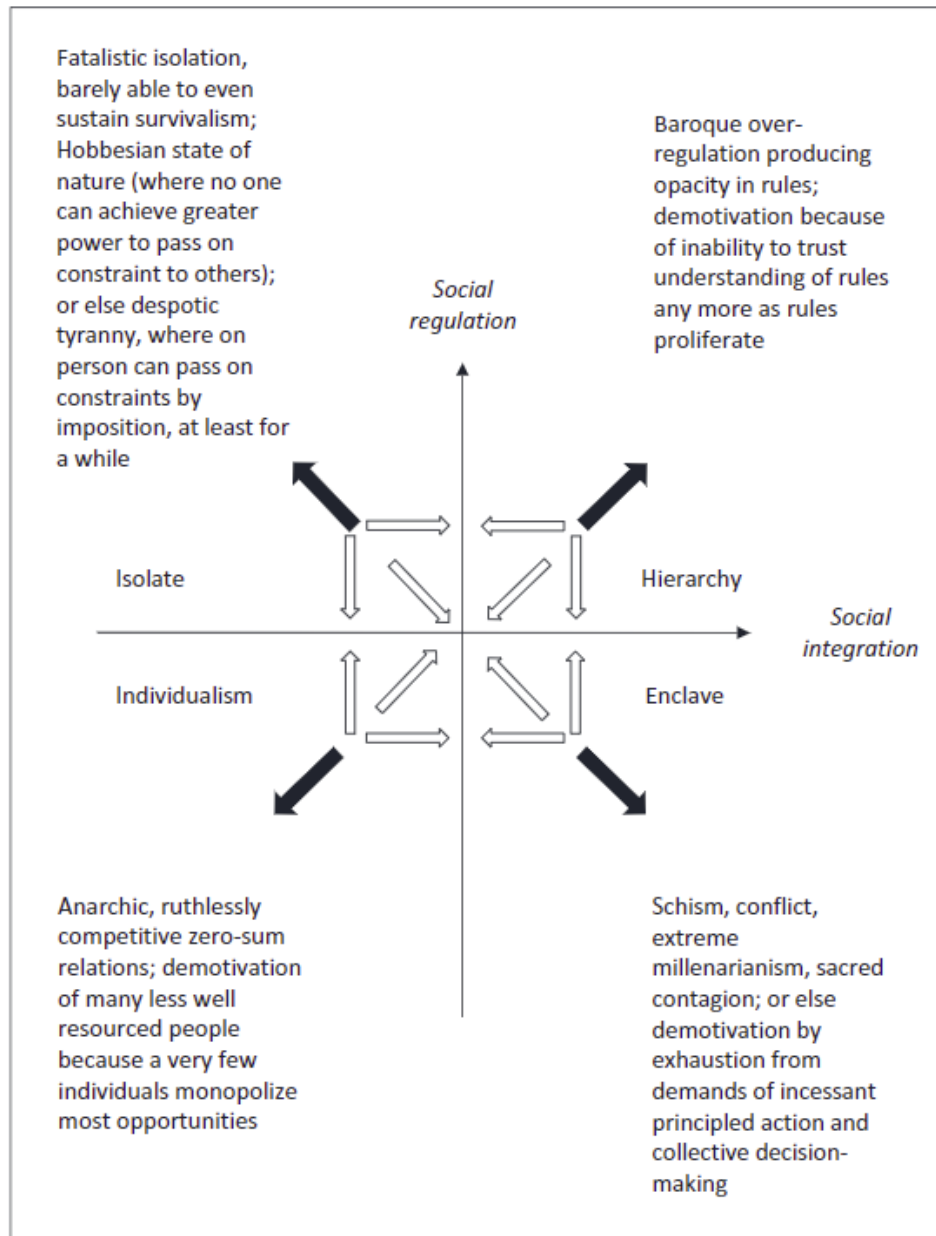 Fatalistic isolation,
barely able to even
sustain survivalism;
Hobbesian state of
nature (where no one
can achieve greater
power to pass on
constraint to others);
or else despotic
tyranny, where on
person can pass on
constraints by
imposition, at least for
a while
Baroque over-
regulation producing
opacity in rules;
demotivation because
of inability to trust
understanding of rules
any more as rules
proliferate
Social
regulation
Isolate
Hierarchy
Social
integration
Individualism
Enclave
Anarchic, ruthlessly
competitive zero-sum
relations; demotivation
of many less well
resourced people
because a very few
individuals monopolize
most opportunities
Schism, conflict,
extreme
millenarianism, sacred
contagion; or else
demotivation by
exhaustion from
demands of incessant
principled action and
collective decision-
making